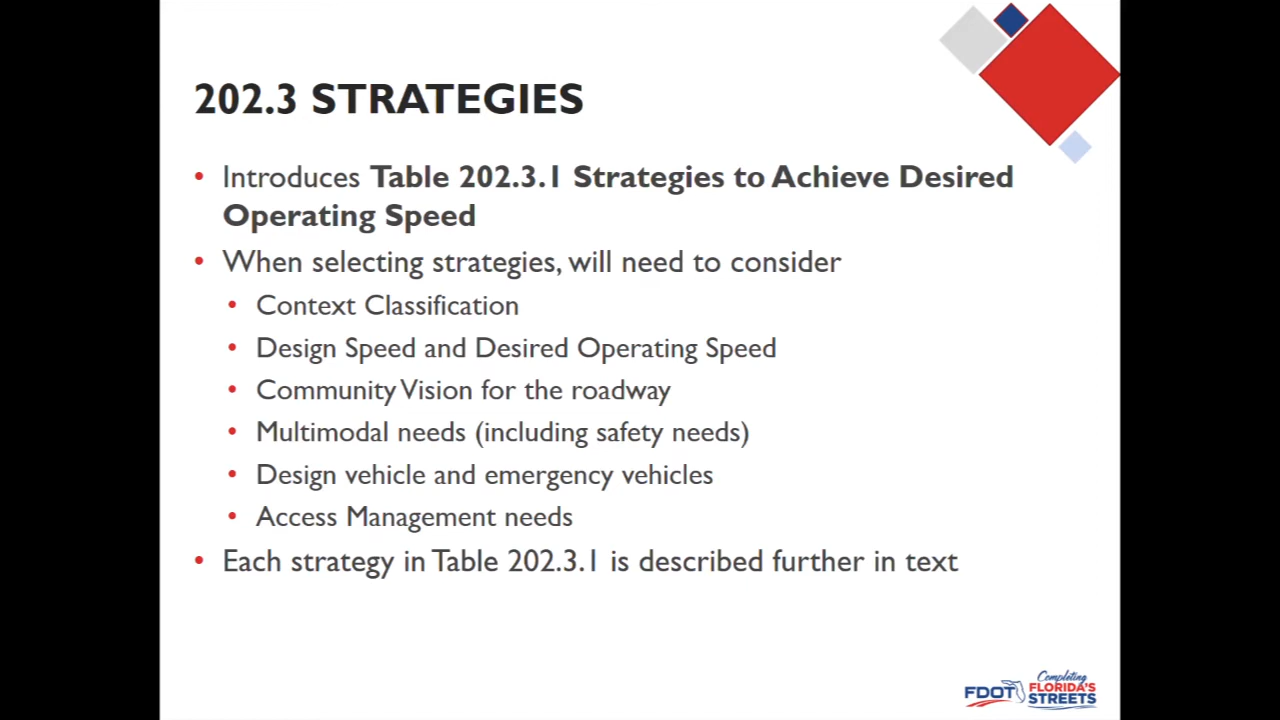 202.3 STRATEGIES
• Introduces Table 202.3.1 Strategies to Achieve Desired
Operating Speed
• When selecting strategies, will need to consider
• Context Classification
• Design Speed and Desired Operating Speed
• Community Vision for the roadway
• Multimodal needs (including safety needs)
• Design vehicle and emergency vehicles
• Access Management needs
• Each strategy in Table 202.3.1 is described further in text
Completing
FDOT FLORIDA'S
STREETS